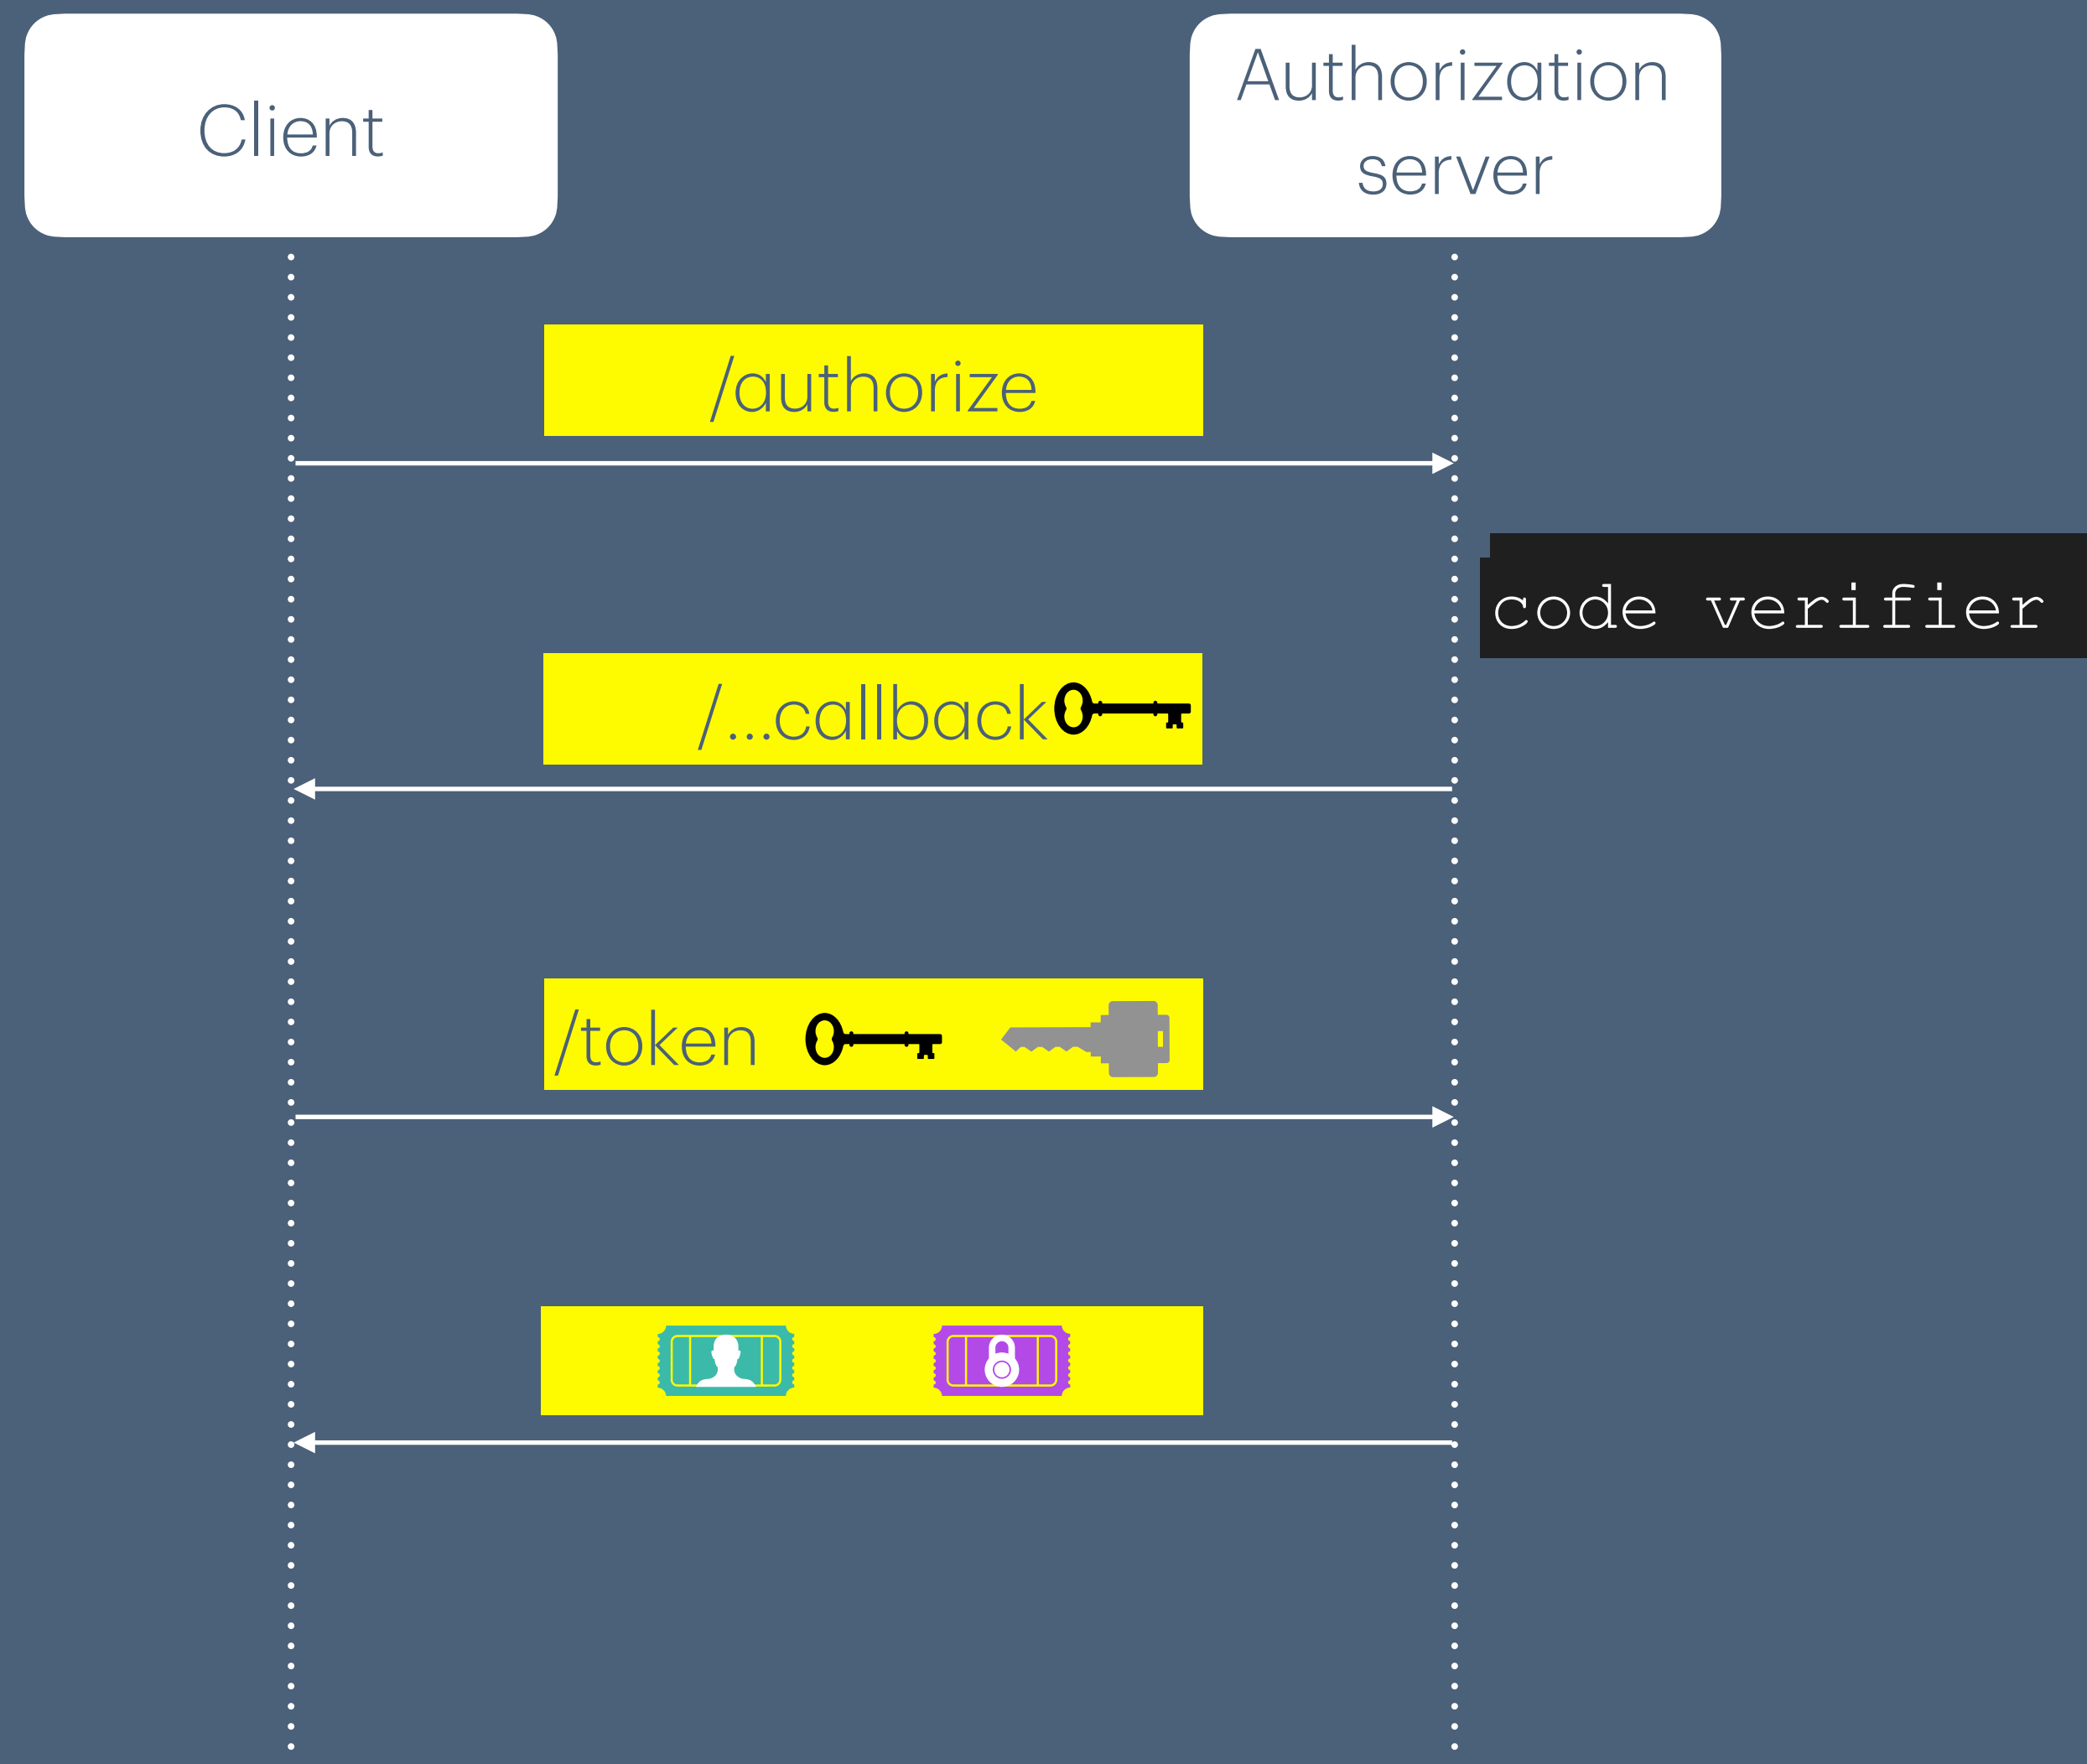 Client
Authorization
server
/authorize
code verifier
/...callback
/token